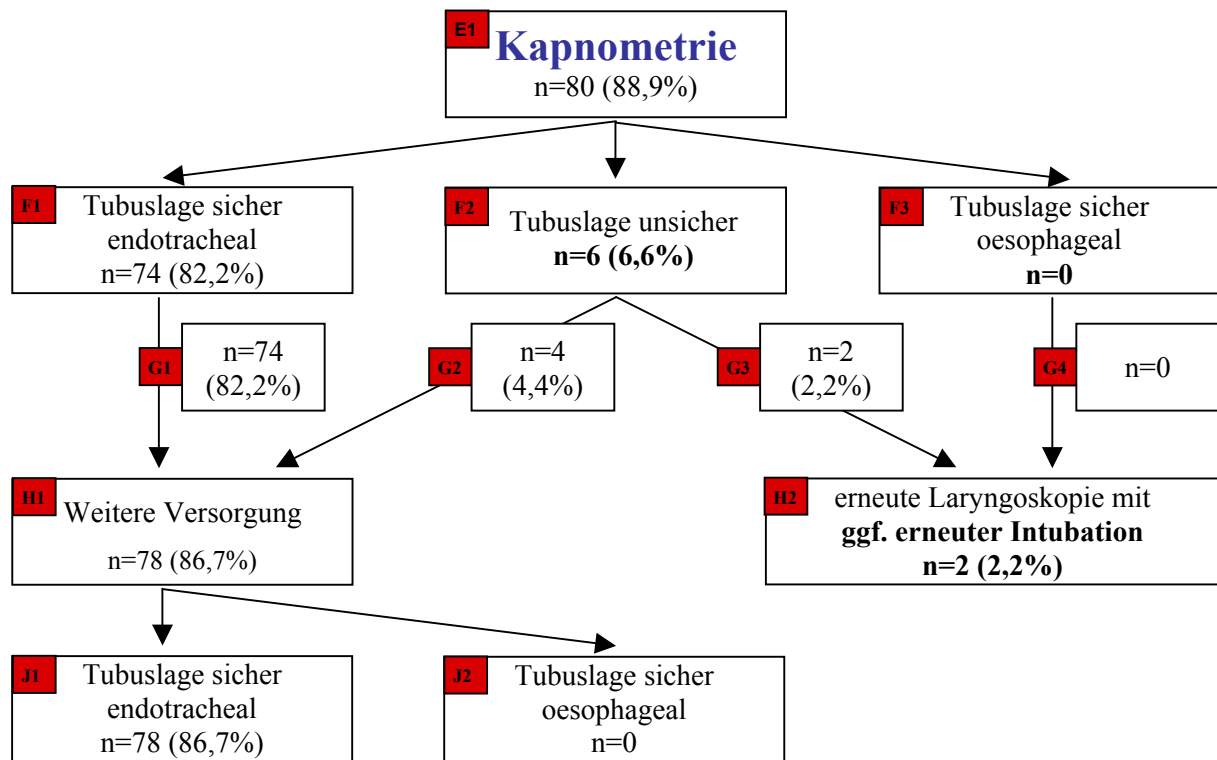 E1
Kapnometrie
n=80 (88,9%)
F1
Tubuslage sicher
endotracheal
n=74 (82,2%)
F2
Tubuslage unsicher
n=6 (6,6%)
F3
Tubuslage sicher
oesophageal
n=0
G1
n=74
(82,2%)
G2
n=4
(4,4%)
G3
n=2
(2,2%)
G4
n=0
H1
Weitere Versorgung
n=78 (86,7%)
H2
erneute Laryngoskopie mit
ggf. erneuter Intubation
n=2 (2,2%)
J1
Tubuslage sicher
endotracheal
n=78 (86,7%)
J2
Tubuslage sicher
oesophageal
n=0